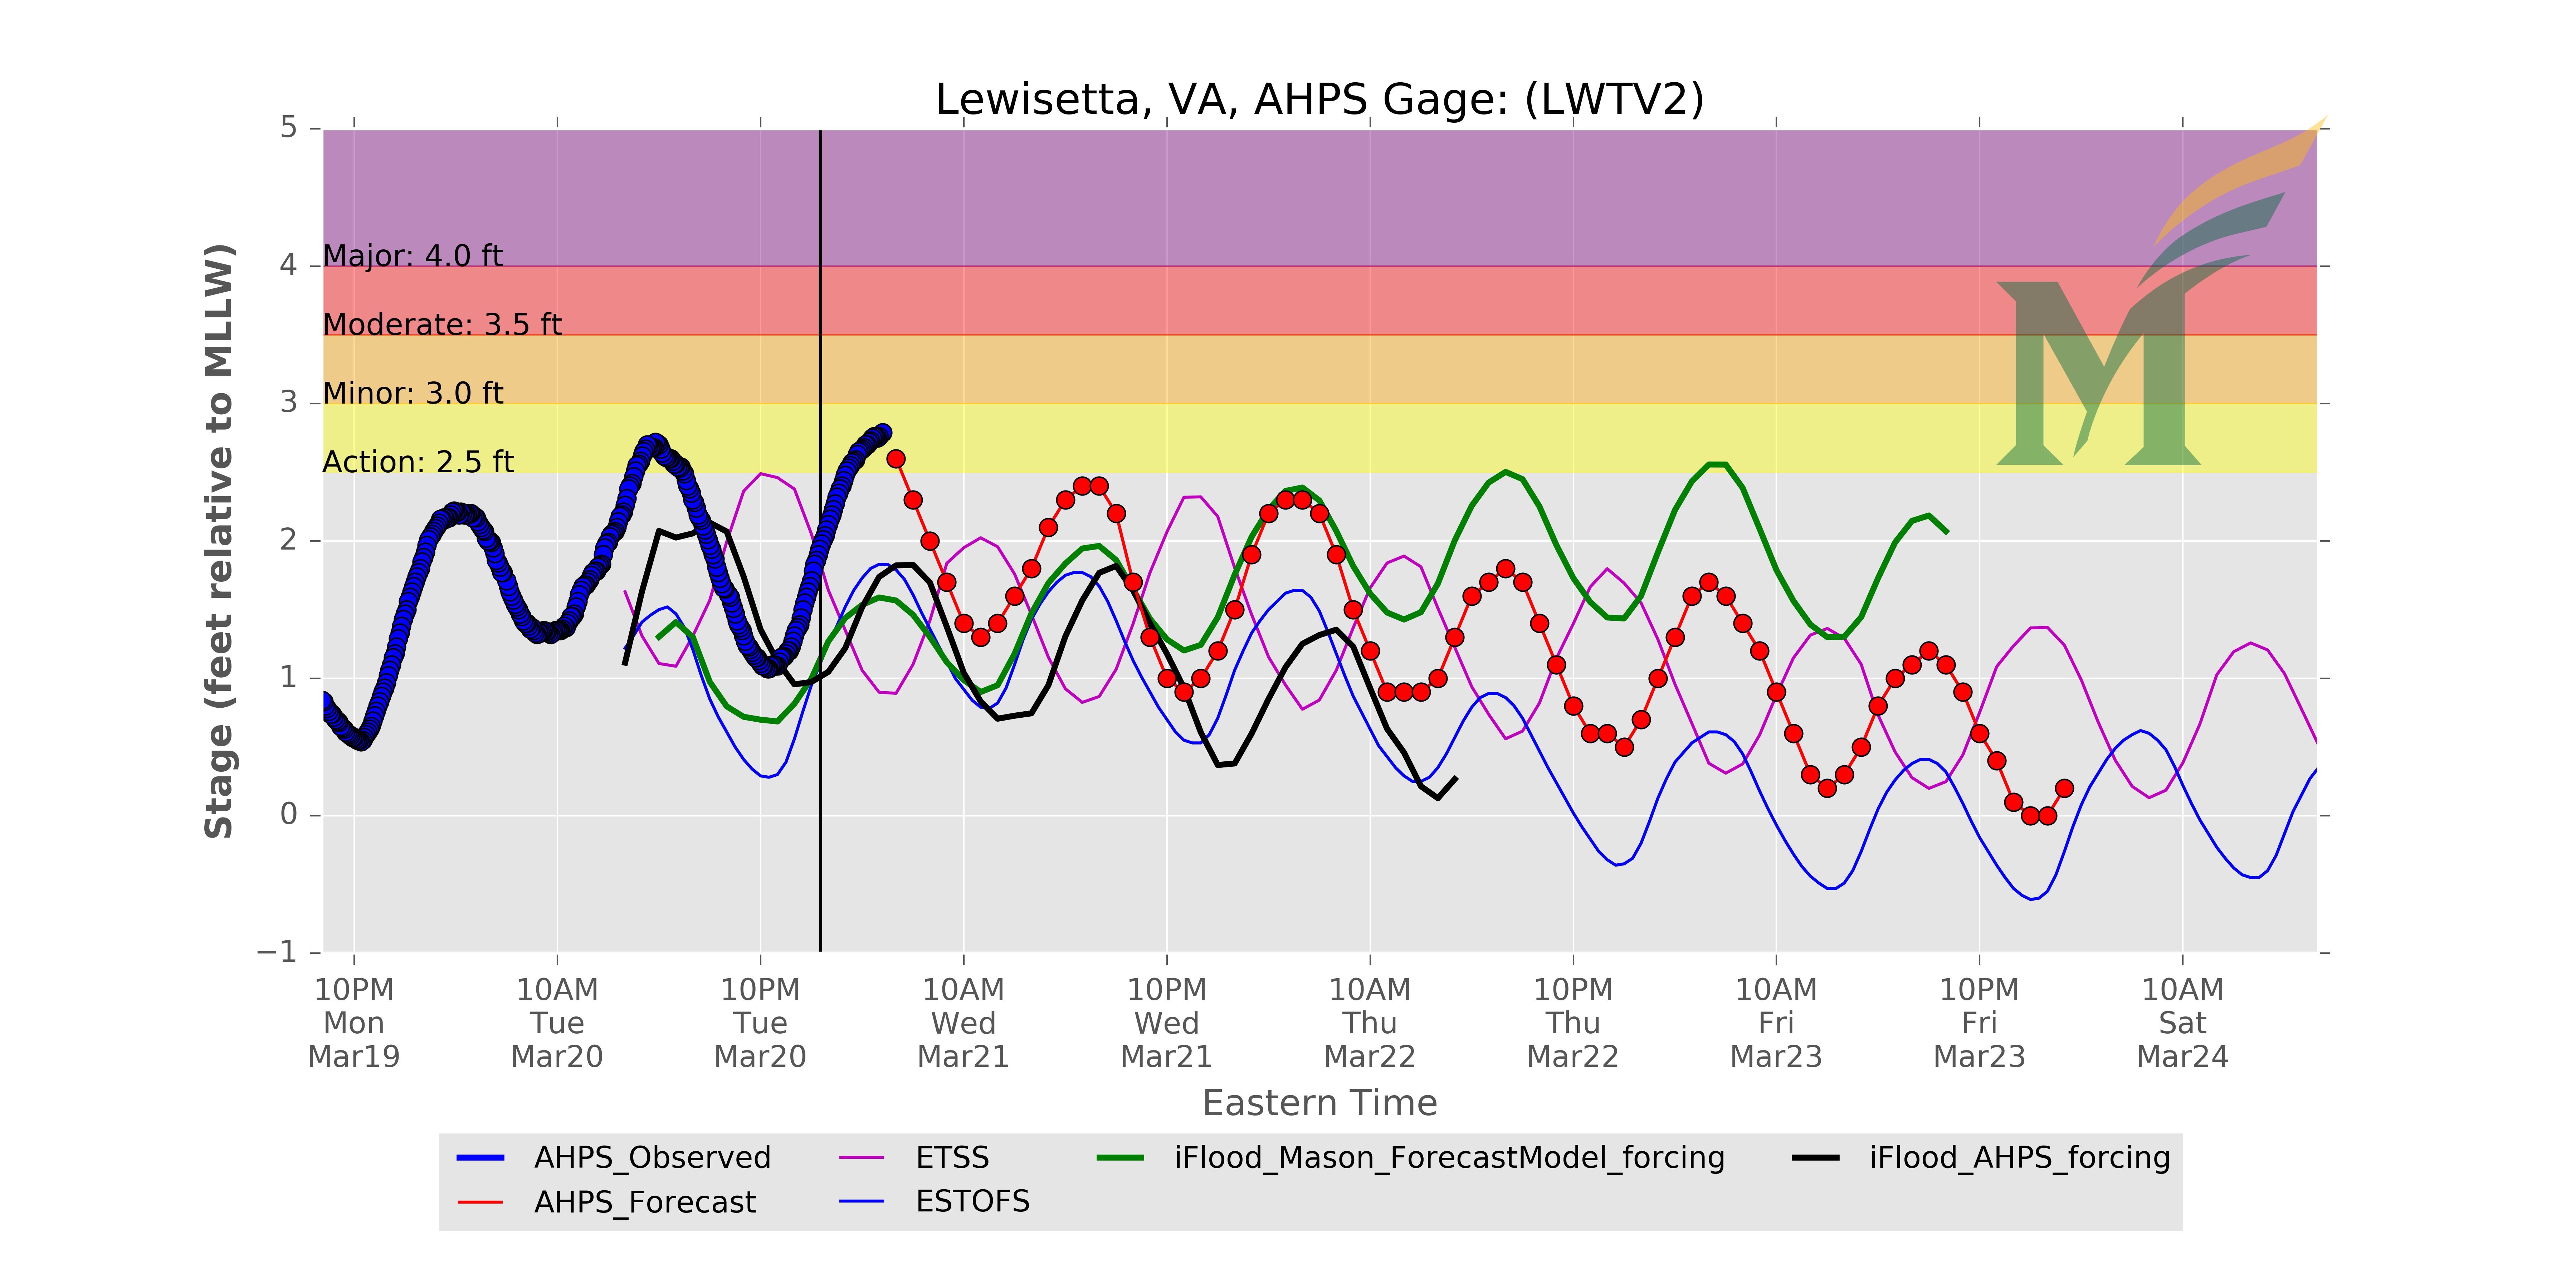 Lewisetta, VA, AHPS Gage: (LWTV2)
Stage (feet relative to MLLW)
5
4
3
2
1
0
−1
Major: 4.0 ft
Moderate: 3.5 ft
Minor: 3.0 ft
Action: 2.5 ft
10PM 10AM 10PM 10AM 10PM 10AM 10PM 10AM 10PM 10AM
Mon Tue Tue Wed Wed Thu Thu Fri Fri Sat
Mar19 Mar20 Mar20 Mar21 Mar21 Mar22 Mar22 Mar23 Mar23 Mar24
Eastern Time
AHPS_Observed ETSS iFlood_Mason_ForecastModel_forcing iFlood_AHPS_forcing
AHPS_Forecast ESTOFS